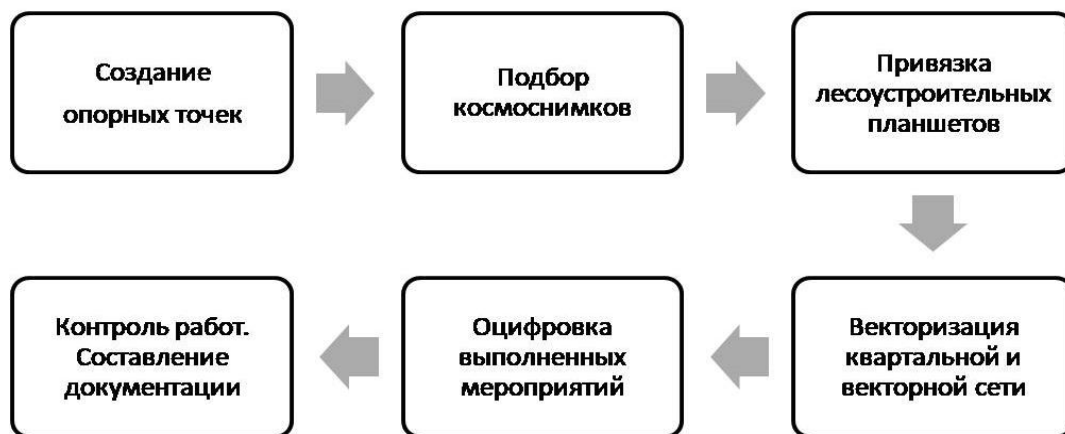 Создание
опорных точек
Подбор
космоснимков
Привязка
лесоустроительных
планшетов
Векторизация
квартальной и
векторной сети
Оцифровка
выполненных
мероприятий
Контроль работ.
Составление
документации